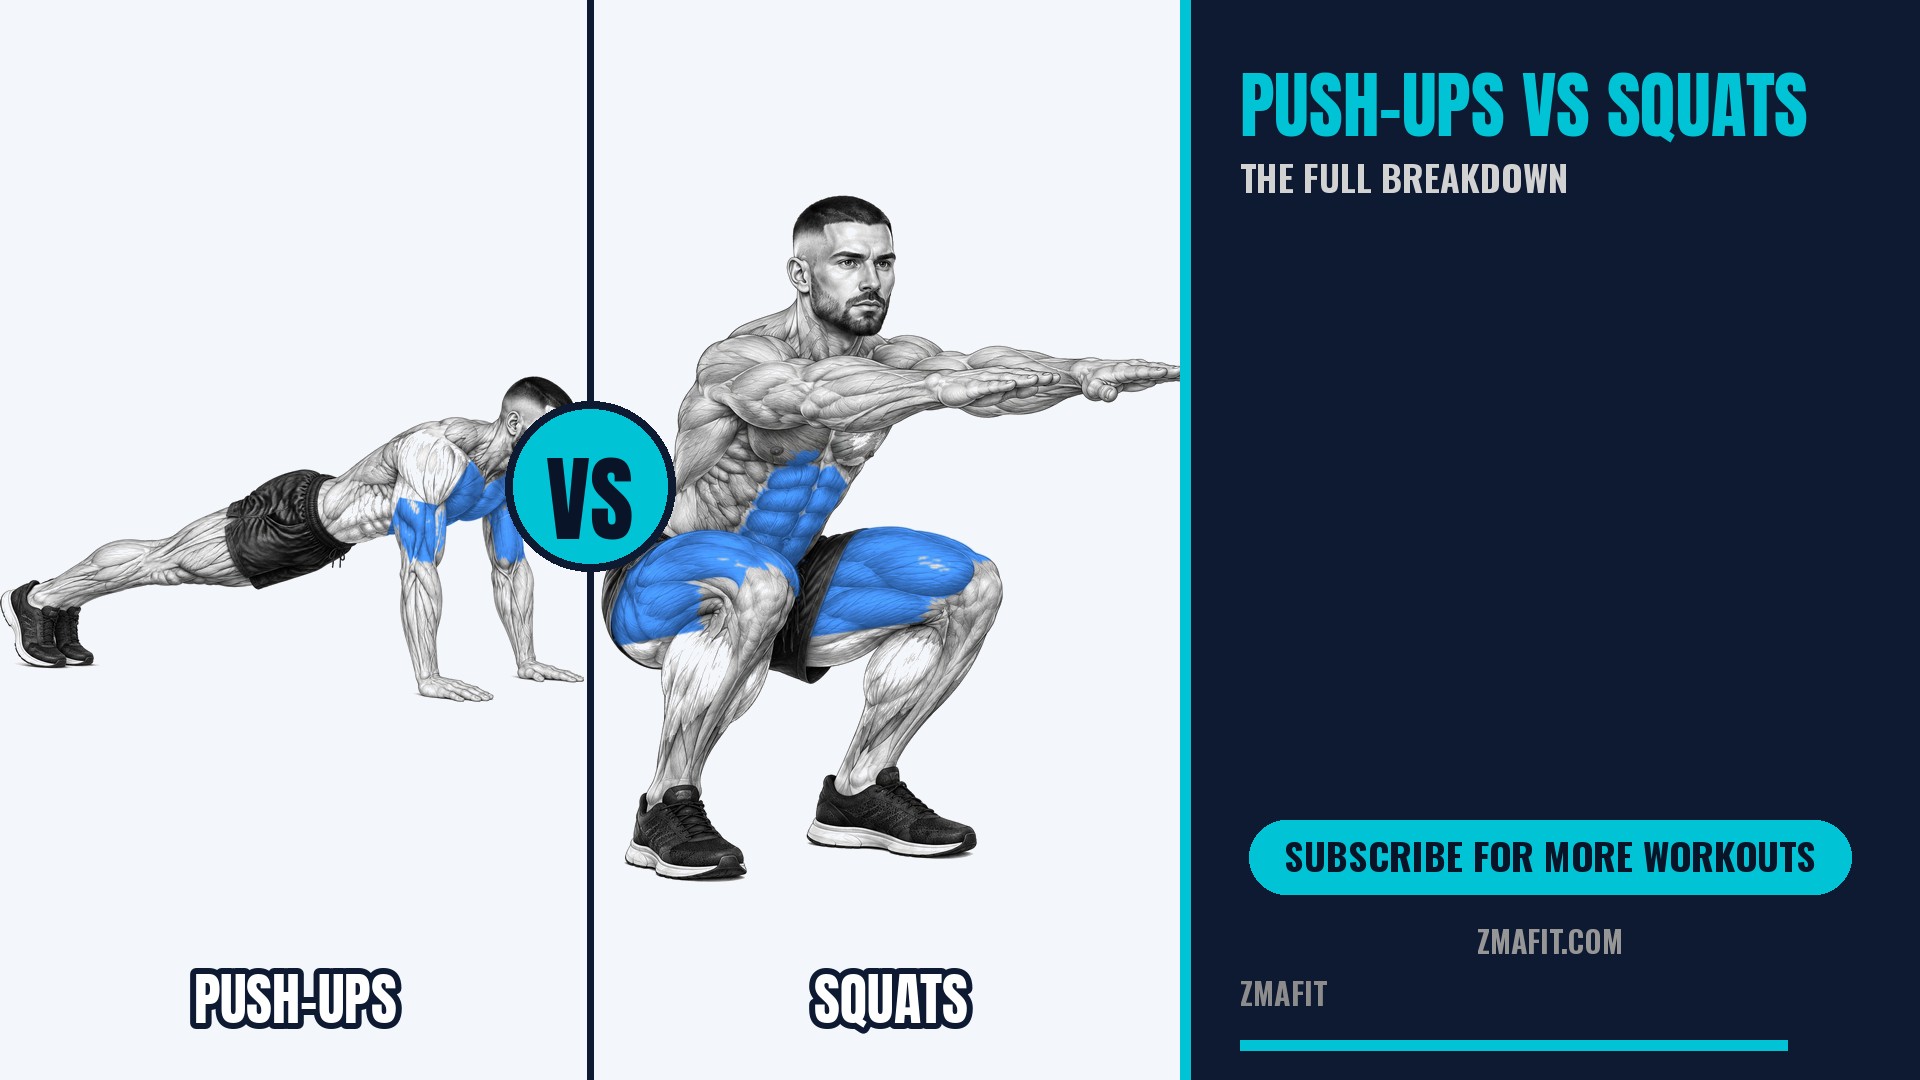 VS
PUSH-UPS
SQUATS
PUSH-UPS VS SQUATS
THE FULL BREAKDOWN
SUBSCRIBE FOR MORE WORKOUTS
ZMAFIT.COM
ZMAFIT